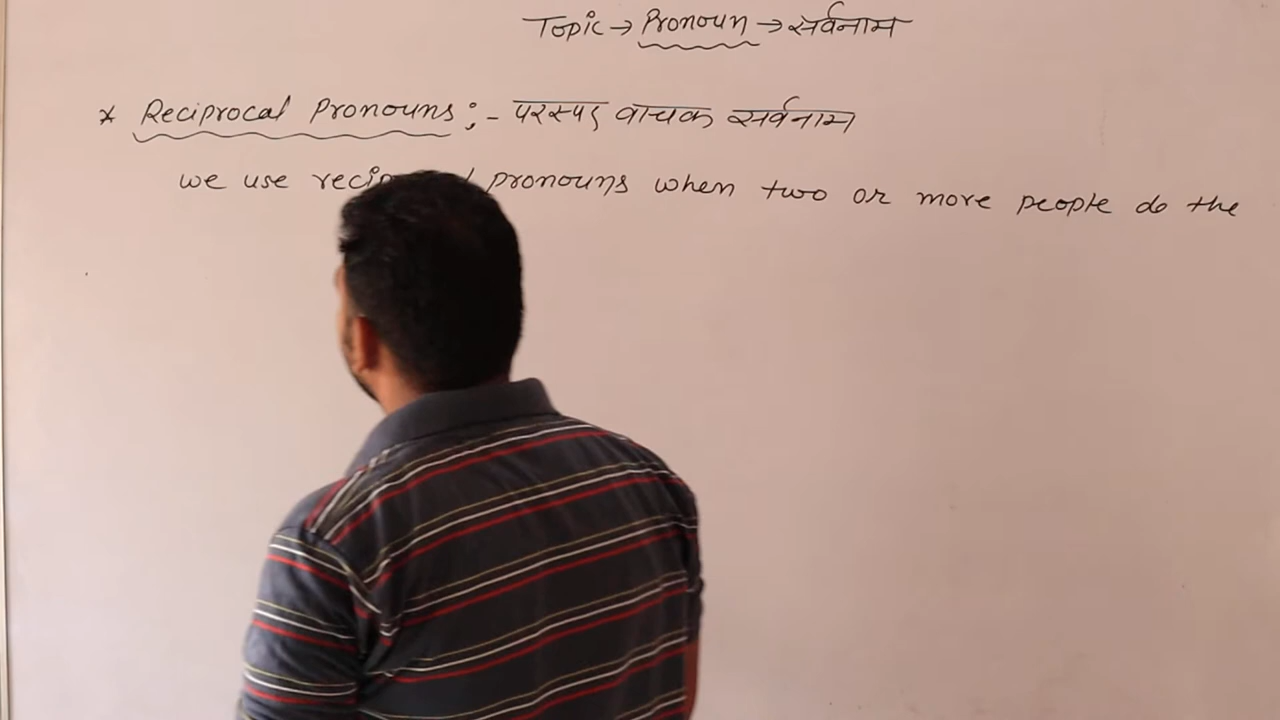 Topic → Pronoun → सर्वनाम
* Reciprocal Pronouns ; - परस्पर वाचक सर्वनाम
we use pronouns when two or more people do the